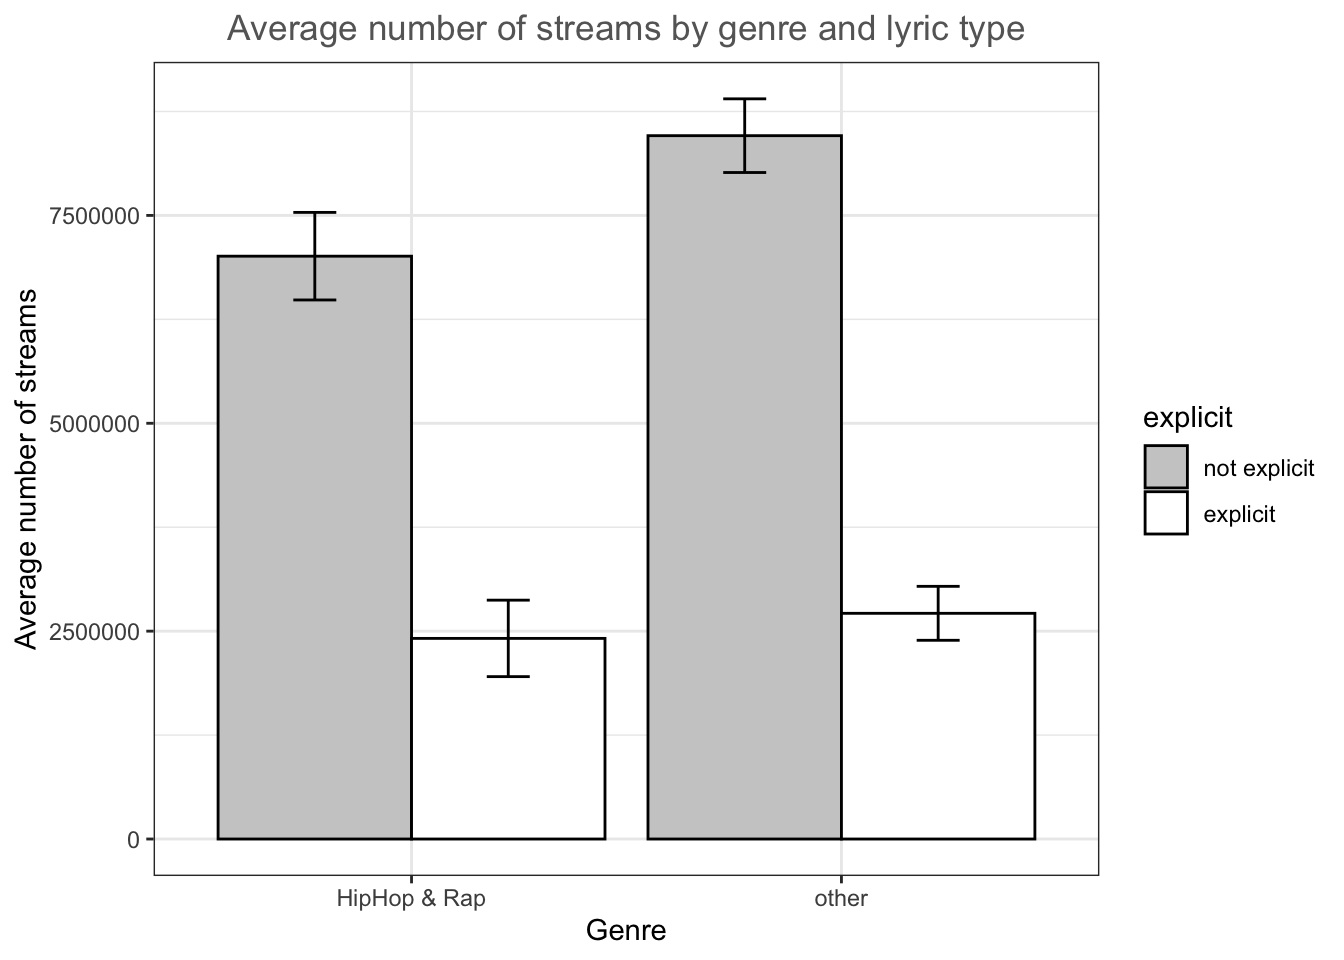 Average number of streams by genre and lyric type
Average number of streams
7500000
5000000
2500000
0
HipHop & Rap
other
Genre
explicit
not explicit
explicit